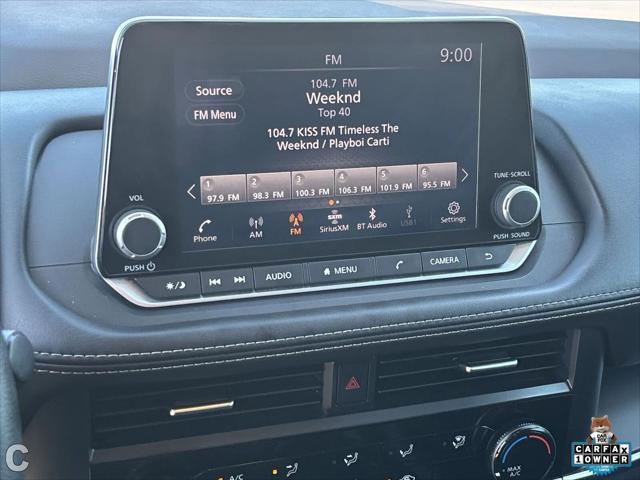 FM
9:00
Source
FM Menu
104.7 FM
Weeknd
Top 40
104.7 KISS FM Timeless The
Weeknd / Playboi Carti
1 2 3 4 5 6
97.9 FM 98.3 FM 100.3 FM 106.3 FM 101.9 FM 95.5 FM
Phone AM FM SiriusXM BT Audio USB1 Settings
sxm
VOL
PUSH
TUNE·SCROLL
PUSH SOUND
AUDIO MENU CAMERA
A/C
MAX
A/C
C
CARFAX
1 OWNER